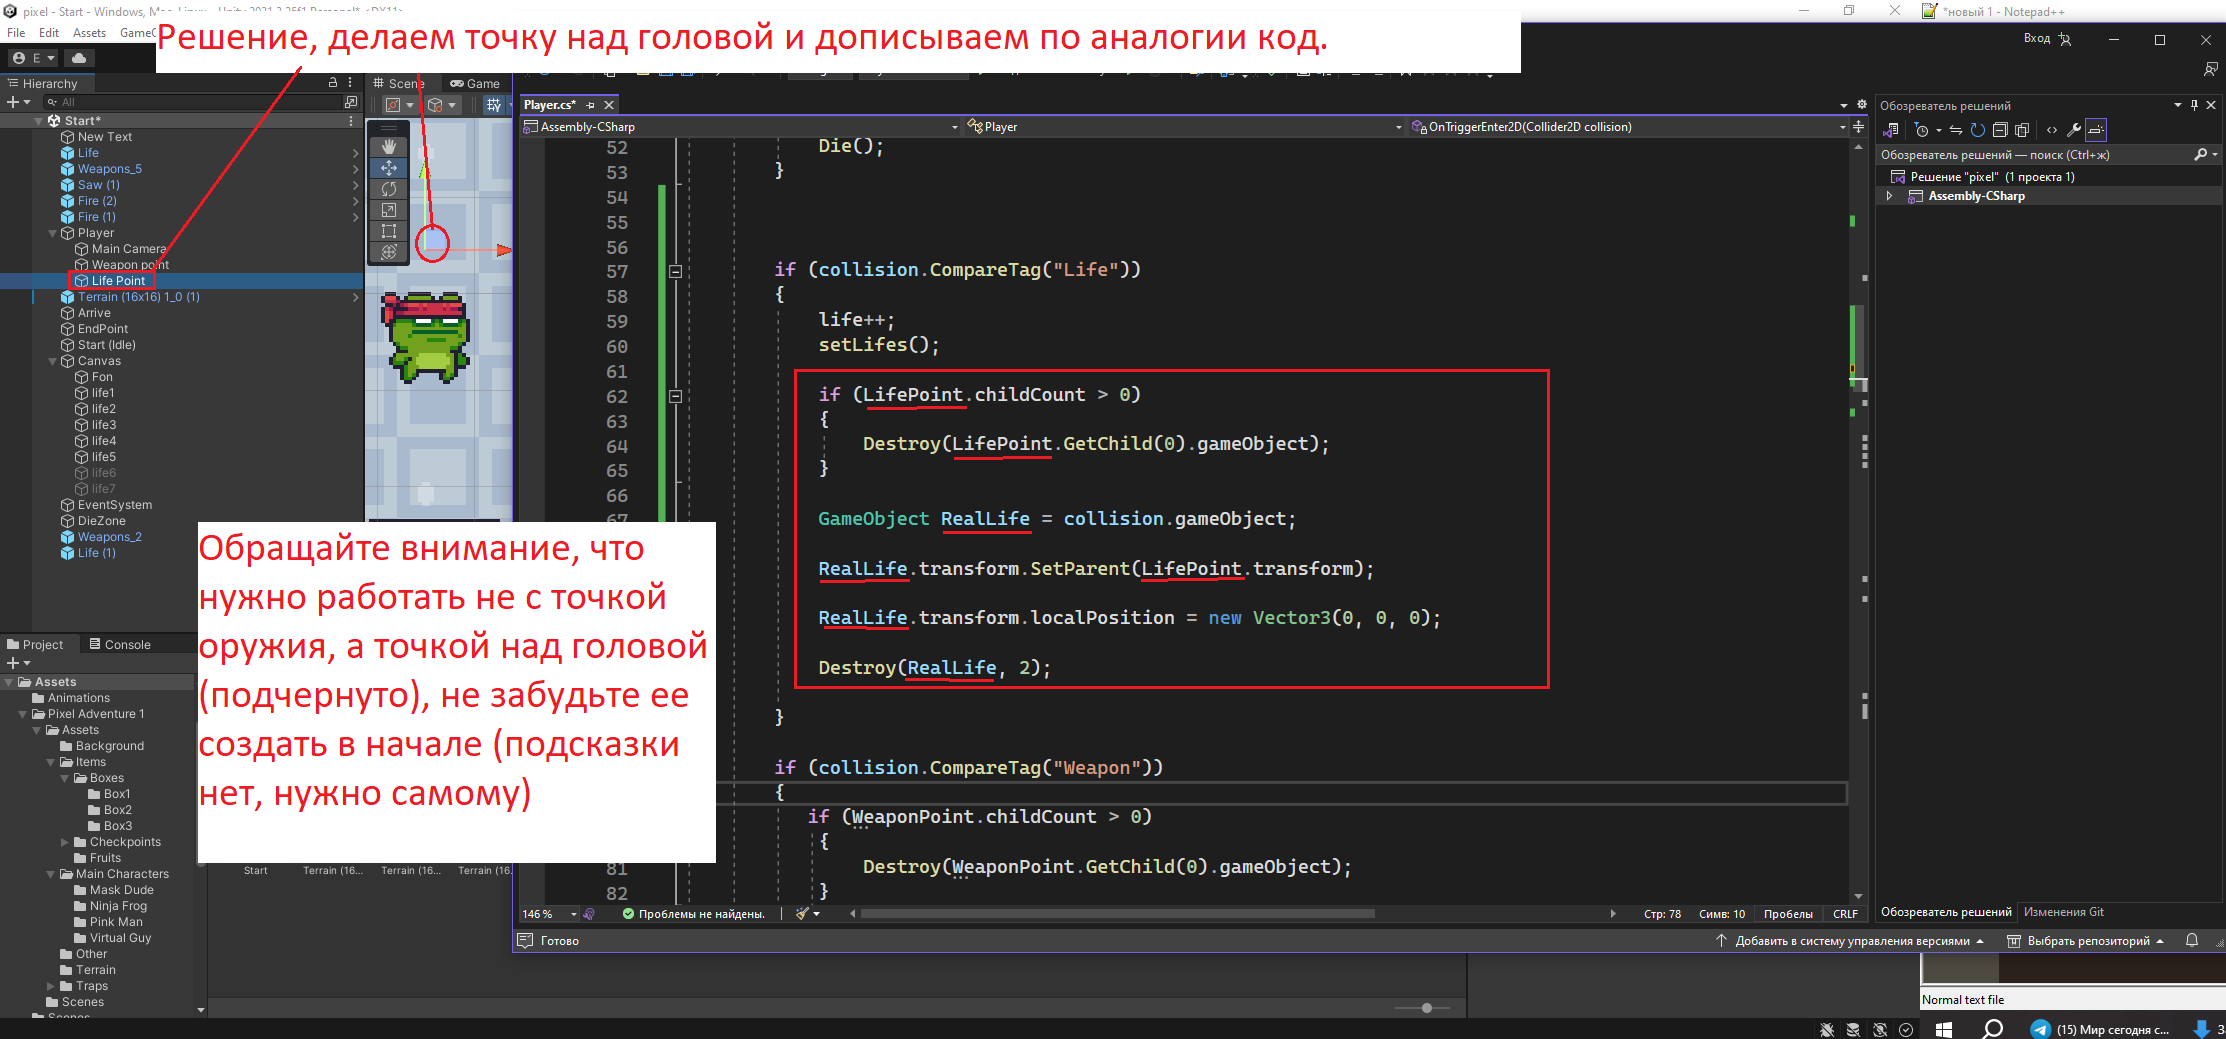 pixel - Start - Windows, Mac, Linux - Unity 2021.3.25f1 Personal* <DX11>
*новый 1 - Notepad++
File Edit Assets GameO
Решение, делаем точку над головой и дописываем по аналогии код.
Вход
E
Hierarchy
Scene Game
All
Player.cs*
Обозреватель решений
Start*
Assembly-CSharp Player OnTriggerEnter2D(Collider2D collision)
New Text
Life
Weapons_5
Saw (1)
Fire (2)
Fire (1)
Player
Main Camera
Weapon point
Life Point
Terrain (16x16) 1_0 (1)
Arrive
EndPoint
Start (Idle)
Canvas
Fon
life1
life2
life3
life4
life5
life6
life7
EventSystem
DieZone
Weapons_2
Life (1)
52 Die();
53 }
54
55
56
57 if (collision.CompareTag("Life"))
58 {
59 life++;
60 setLifes();
61
62 if (LifePoint.childCount > 0)
63 {
64 Destroy(LifePoint.GetChild(0).gameObject);
65 }
66
67 GameObject RealLife = collision.gameObject;
RealLife.transform.SetParent(LifePoint.transform);
RealLife.transform.localPosition = new Vector3(0, 0, 0);
Destroy(RealLife, 2);
}
if (collision.CompareTag("Weapon"))
{
if (WeaponPoint.childCount > 0)
{
81 Destroy(WeaponPoint.GetChild(0).gameObject);
82 }
Обозреватель решений — поиск (Ctrl+ж)
Решение "pixel" (1 проекта 1)
Assembly-CSharp
Обращайте внимание, что
нужно работать не с точкой
оружия, а точкой над головой
(подчернуто), не забудьте ее
создать в начале (подсказки
нет, нужно самому)
Project Console
Assets
Animations
Pixel Adventure 1
Assets
Background
Items
Boxes
Box1
Box2
Box3
Checkpoints
Fruits
Main Characters
Mask Dude
Ninja Frog
Pink Man
Virtual Guy
Other
Terrain
Traps
Scenes
Scenes
Start Terrain (16... Terrain (16... Terrain (16
146 % Проблемы не найдены. Стр: 78 Симв: 10 Пробелы CRLF
Обозреватель решений Изменения Git
Готово
Добавить в систему управления версиями Выбрать репозиторий
Normal text file
(15) Мир сегодня с...